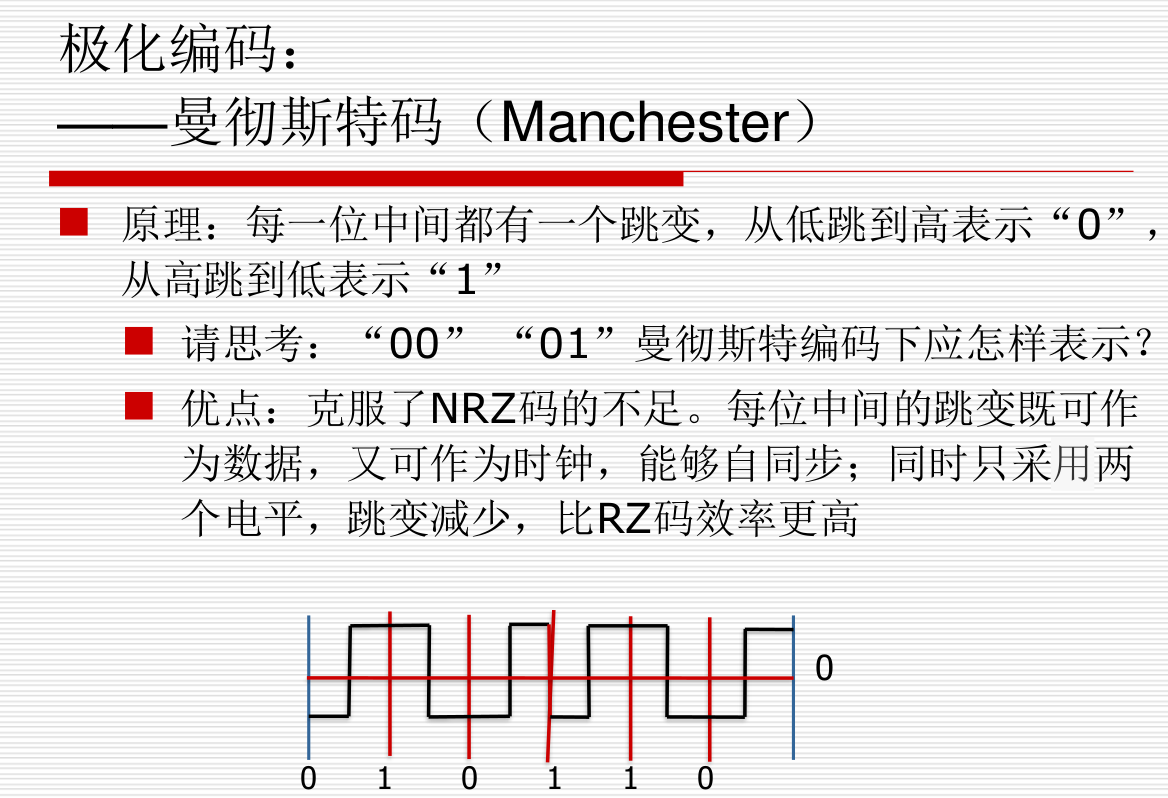 极化编码：
——曼彻斯特码（Manchester）
原理：每一位中间都有一个跳变，从低跳到高表示“0”，
从高跳到低表示“1”
请思考：“00” “01”曼彻斯特编码下应怎样表示？
优点：克服了NRZ码的不足。每位中间的跳变既可作
为数据，又可作为时钟，能够自同步；同时只采用两
个电平，跳变减少，比RZ码效率更高
0
0 1 0 1 1 0